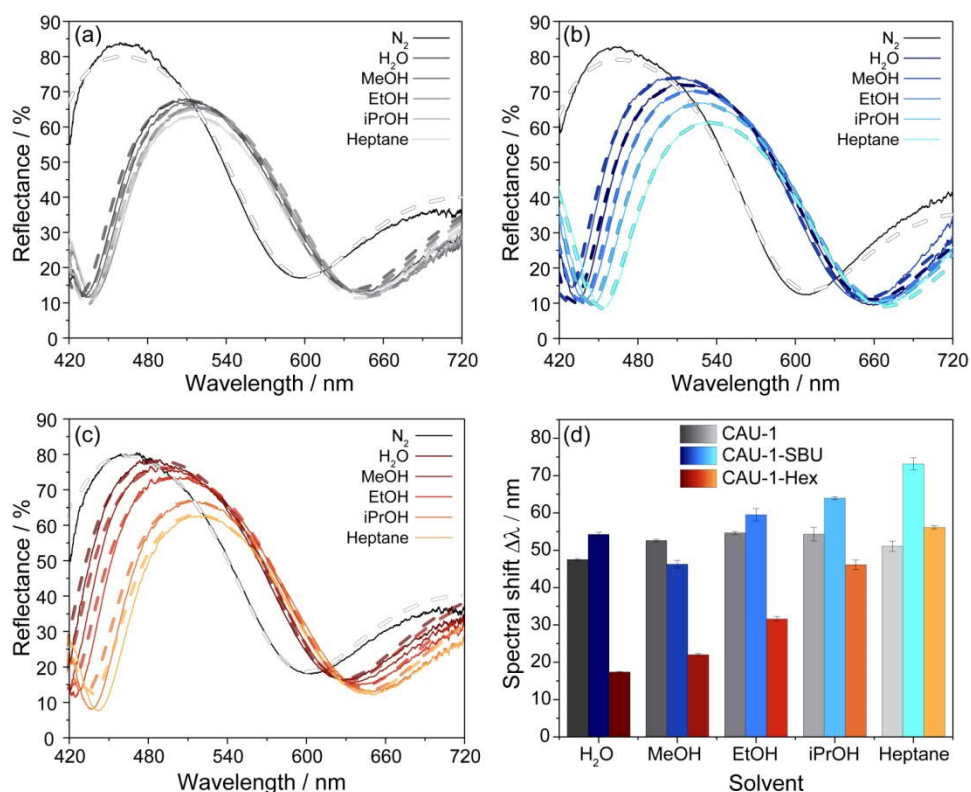 (a)
N₂
H₂O
MeOH
EtOH
iPrOH
Heptane
Reflectance / %
90
80
70
60
50
40
30
20
10
0
420 480 540 600 660 720
Wavelength / nm
(b)
N₂
H₂O
MeOH
EtOH
iPrOH
Heptane
Reflectance / %
90
80
70
60
50
40
30
20
10
0
420 480 540 600 660 720
Wavelength / nm
(c)
N₂
H₂O
MeOH
EtOH
iPrOH
Heptane
Reflectance / %
90
80
70
60
50
40
30
20
10
0
420 480 540 600 660 720
Wavelength / nm
(d)
CAU-1
CAU-1-SBU
CAU-1-Hex
Spectral shift Δλ / nm
80
70
60
50
40
30
20
10
0
H₂O MeOH EtOH iPrOH Heptane
Solvent